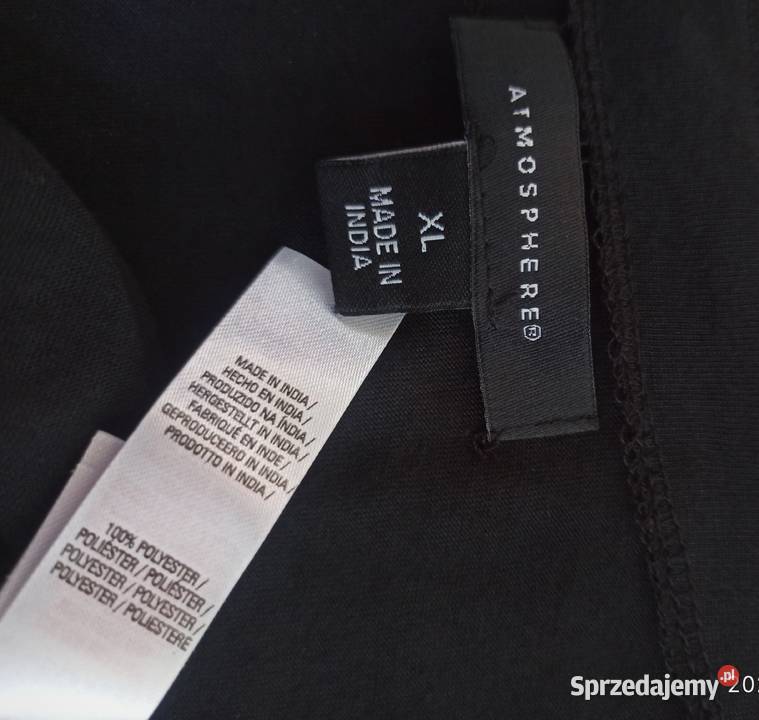 ATMOSPHERE®
XL
MADE IN
INDIA
MADE IN INDIA/
HECHO EN INDIA/
PRODUZIDO NA ÍNDIA/
HERGESTELLT IN INDIA/
FABRIQUÉ EN INDE/
GEPRODUCEERD IN INDIA/
PRODOTTO IN INDIA/
100% POLYESTER/
POLIÉSTER/POLIÉSTER/
POLYESTER/POLYESTER/
POLYESTER/POLIESTERE
Sprzedajemy.pl